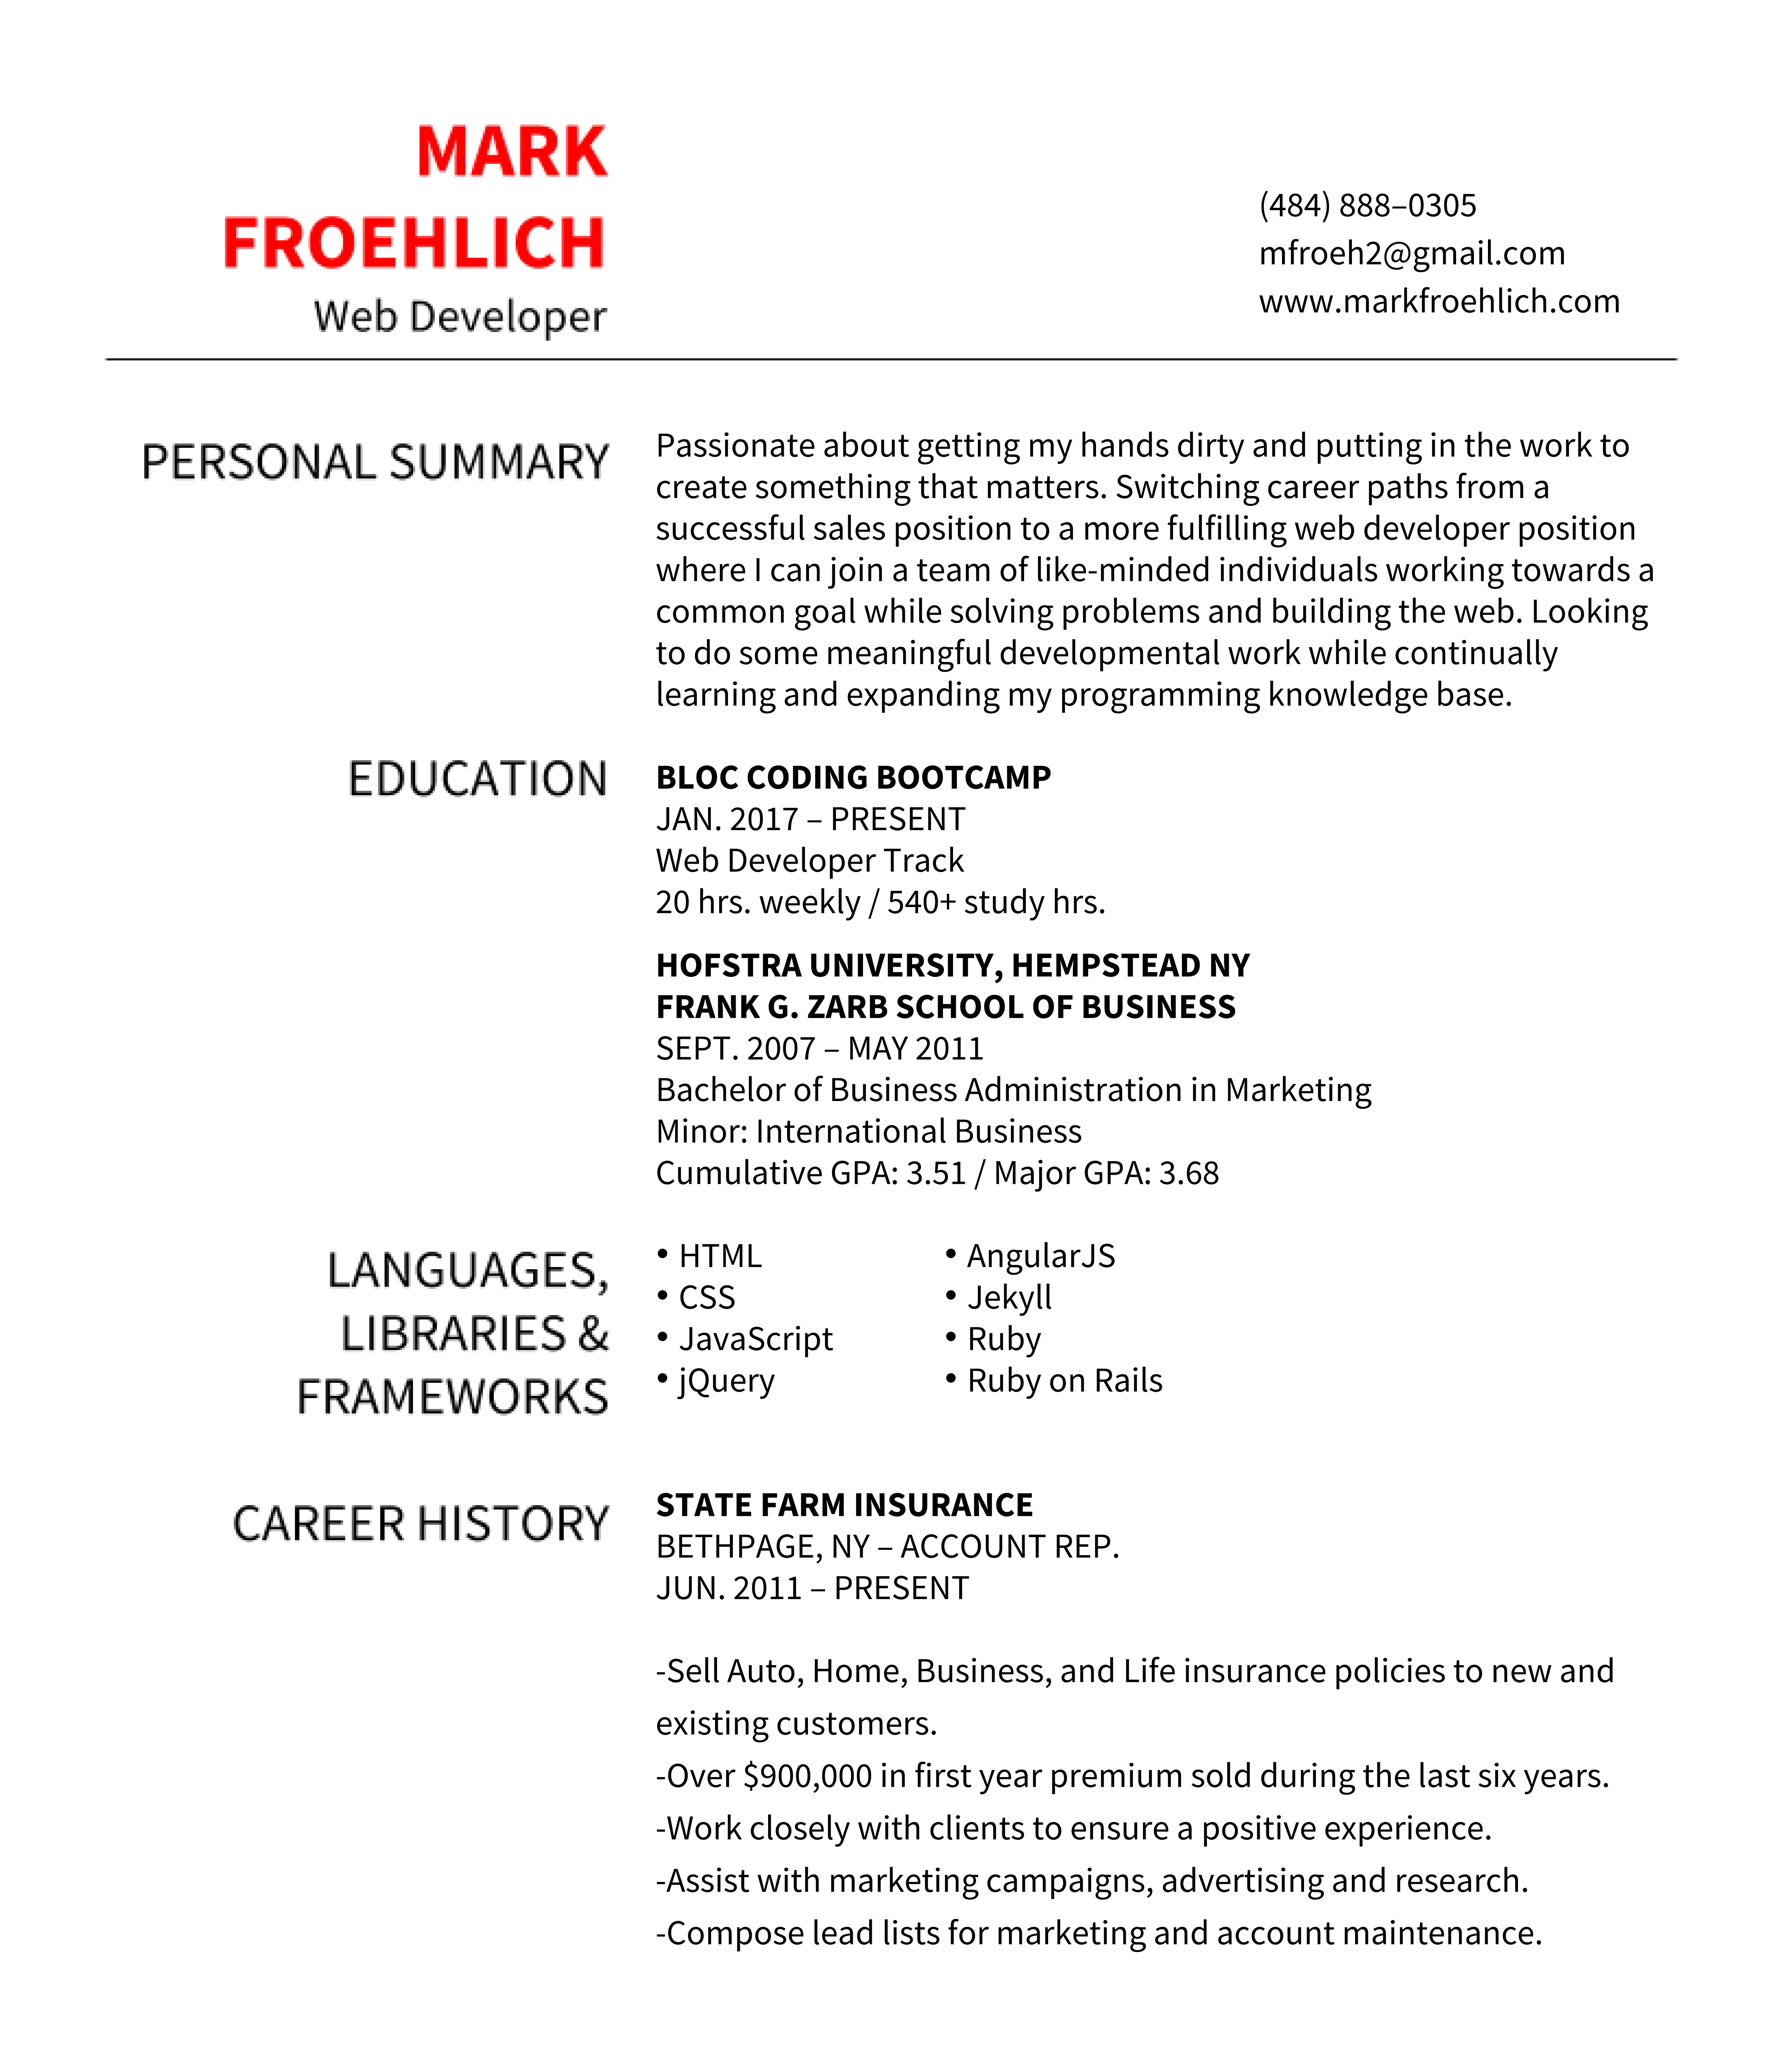 MARK
FROEHLICH
Web Developer
(484) 888–0305
mfroeh2@gmail.com
www.markfroehlich.com
PERSONAL SUMMARY
Passionate about getting my hands dirty and putting in the work to
create something that matters. Switching career paths from a
successful sales position to a more fulfilling web developer position
where I can join a team of like-minded individuals working towards a
common goal while solving problems and building the web. Looking
to do some meaningful developmental work while continually
learning and expanding my programming knowledge base.
EDUCATION
BLOC CODING BOOTCAMP
JAN. 2017 – PRESENT
Web Developer Track
20 hrs. weekly / 540+ study hrs.
HOFSTRA UNIVERSITY, HEMPSTEAD NY
FRANK G. ZARB SCHOOL OF BUSINESS
SEPT. 2007 – MAY 2011
Bachelor of Business Administration in Marketing
Minor: International Business
Cumulative GPA: 3.51 / Major GPA: 3.68
LANGUAGES,
LIBRARIES &
FRAMEWORKS
• HTML
• CSS
• JavaScript
• jQuery
• AngularJS
• Jekyll
• Ruby
• Ruby on Rails
CAREER HISTORY
STATE FARM INSURANCE
BETHPAGE, NY – ACCOUNT REP.
JUN. 2011 – PRESENT
-Sell Auto, Home, Business, and Life insurance policies to new and
existing customers.
-Over $900,000 in first year premium sold during the last six years.
-Work closely with clients to ensure a positive experience.
-Assist with marketing campaigns, advertising and research.
-Compose lead lists for marketing and account maintenance.